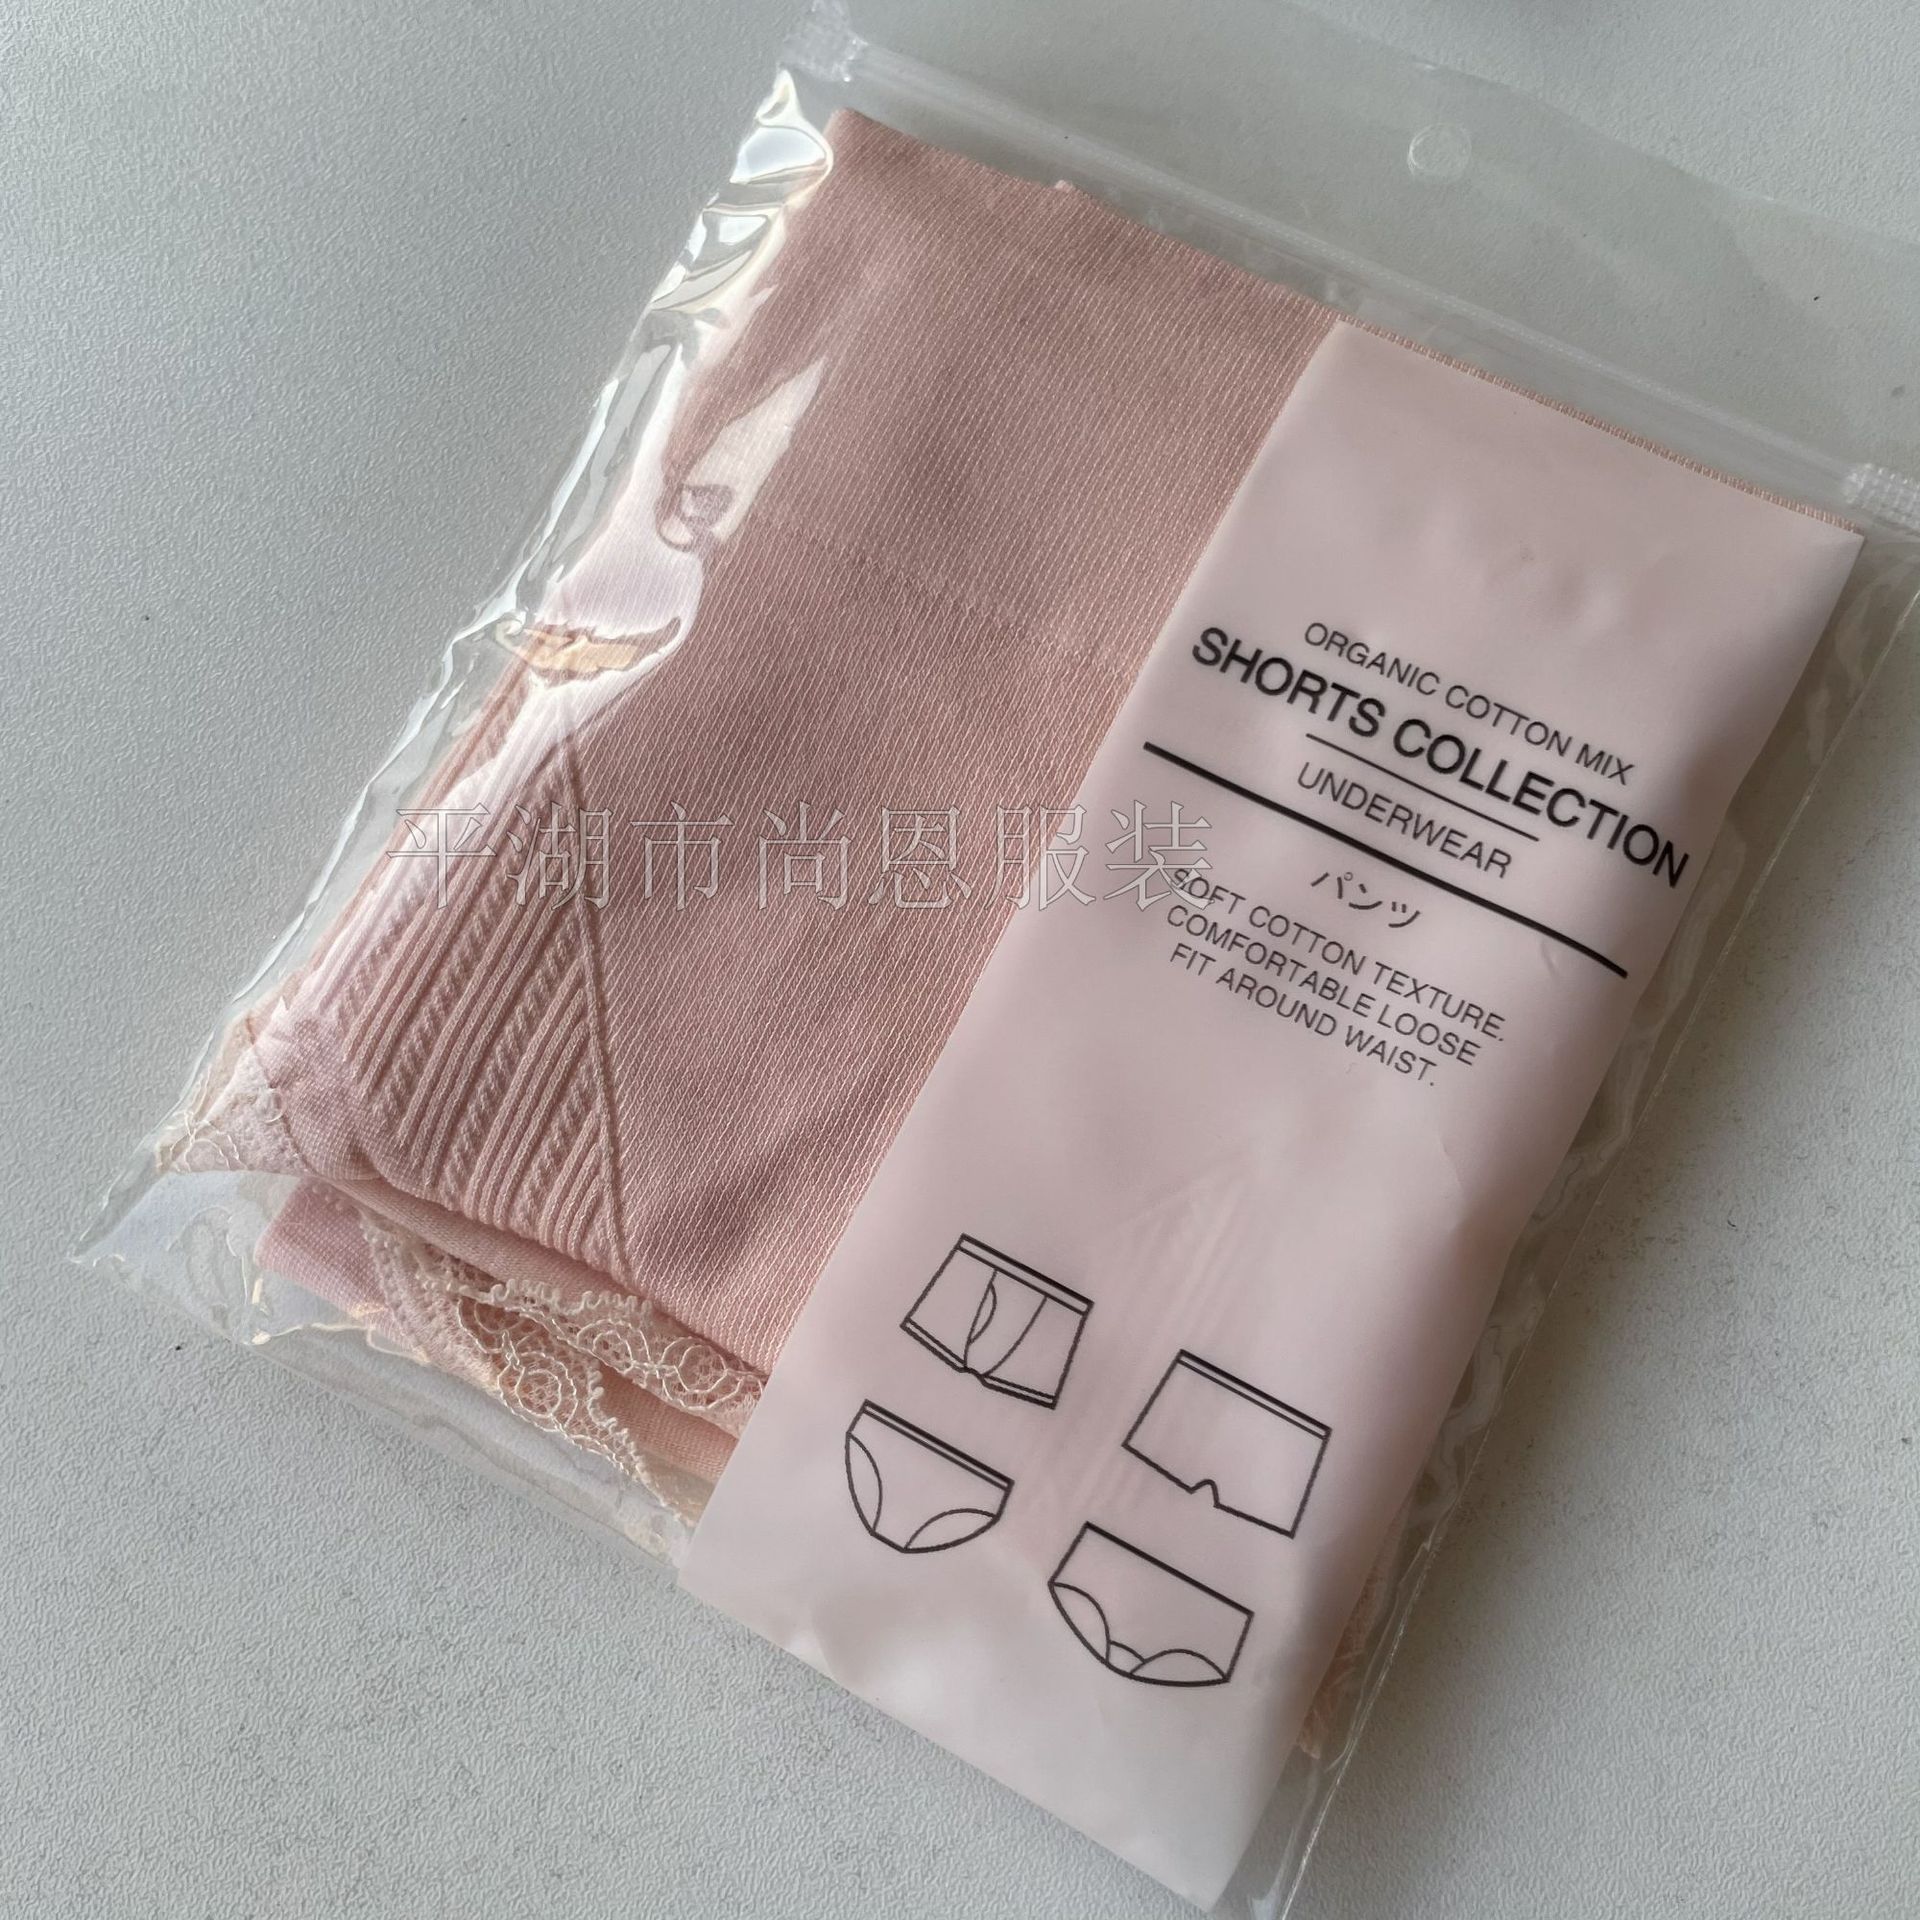 ORGANIC COTTON MIX
SHORTS COLLECTION
UNDERWEAR
パンツ
SOFT COTTON TEXTURE.
COMFORTABLE LOOSE
FIT AROUND WAIST.
平湖市尚恩服装